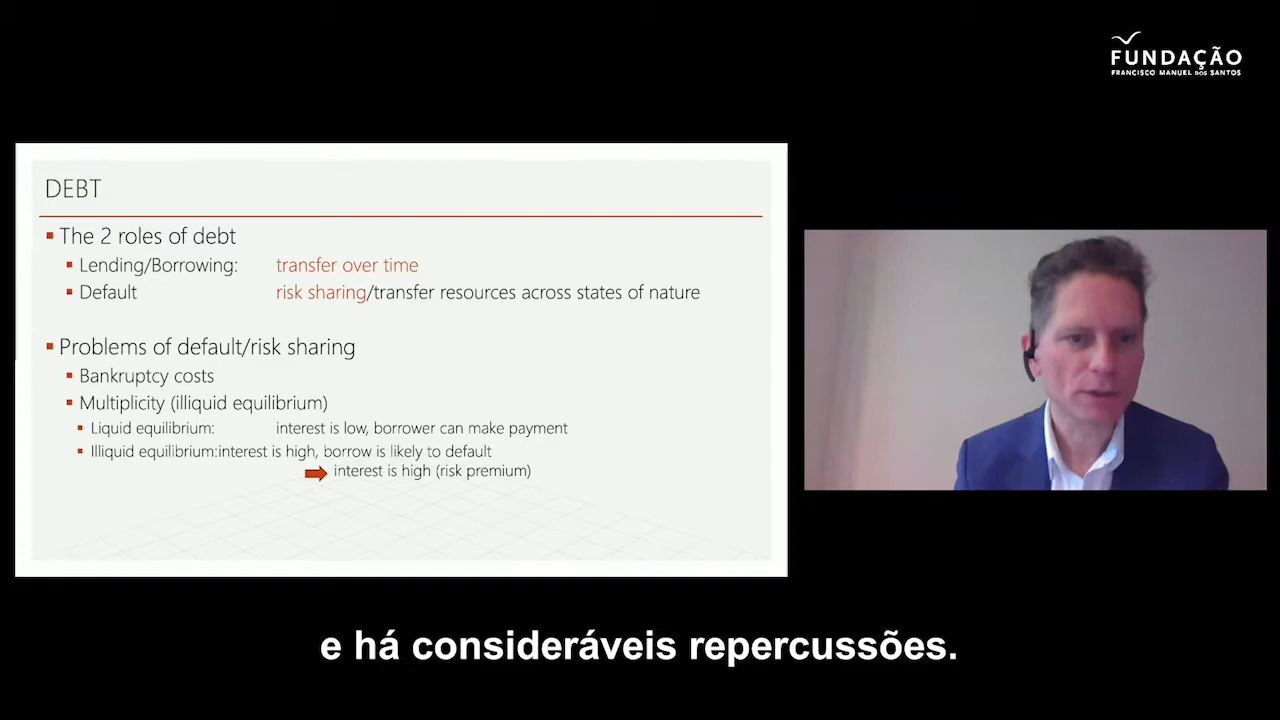 FUNDAÇÃO
FRANCISCO MANUEL DOS SANTOS
DEBT
The 2 roles of debt
Lending/Borrowing: transfer over time
Default risk sharing/transfer resources across states of nature
Problems of default/risk sharing
Bankruptcy costs
Multiplicity (illiquid equilibrium)
Liquid equilibrium: interest is low, borrower can make payment
Illiquid equilibrium:interest is high, borrow is likely to default
interest is high (risk premium)
e há consideráveis repercussões.